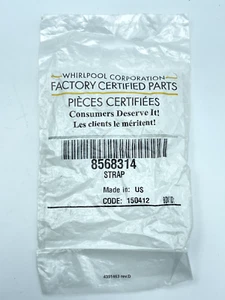 WHIRLPOOL CORPORATION
FACTORY CERTIFIED PARTS
PIÈCES CERTIFIÉES
Consumers Deserve It!
Les clients le méritent!
8568314
STRAP
Made in: US
CODE: 150412